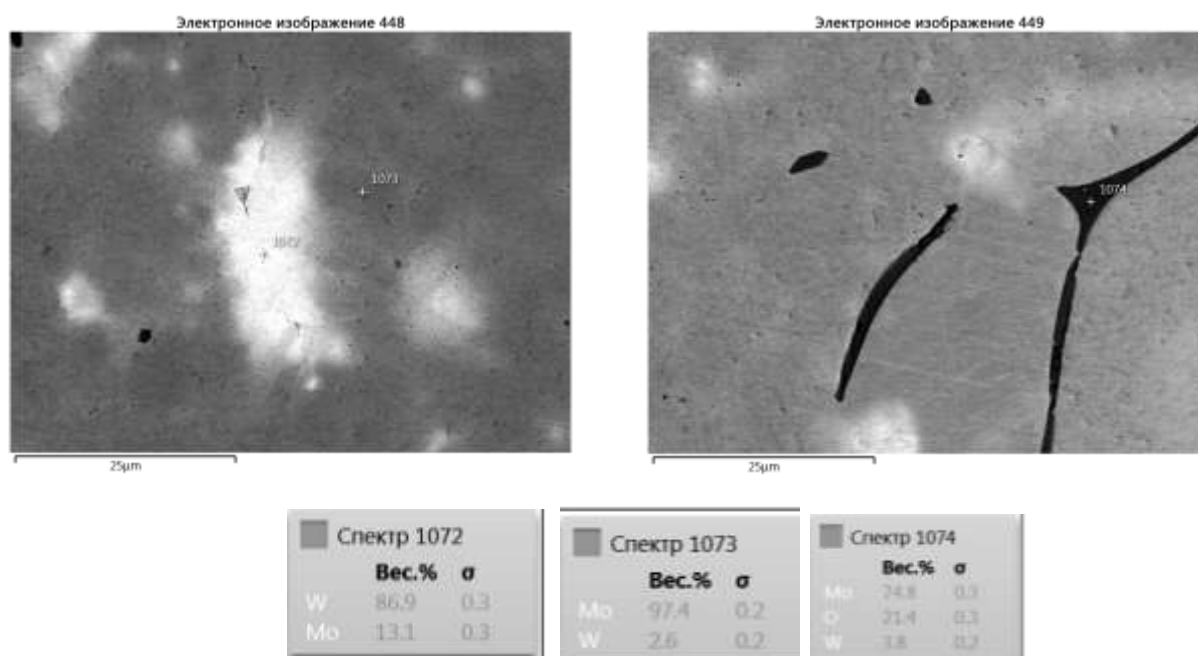 Электронное изображение 448
Электронное изображение 449
1073
1072
1074
25µm
25µm
Спектр 1072
Вес.% σ
W 86.9 0.3
Mo 13.1 0.3
Спектр 1073
Вес.% σ
Mo 97.4 0.2
W 2.6 0.2
Спектр 1074
Вес.% σ
Mo 24.8 0.3
O 21.4 0.3
W 3.8 0.2